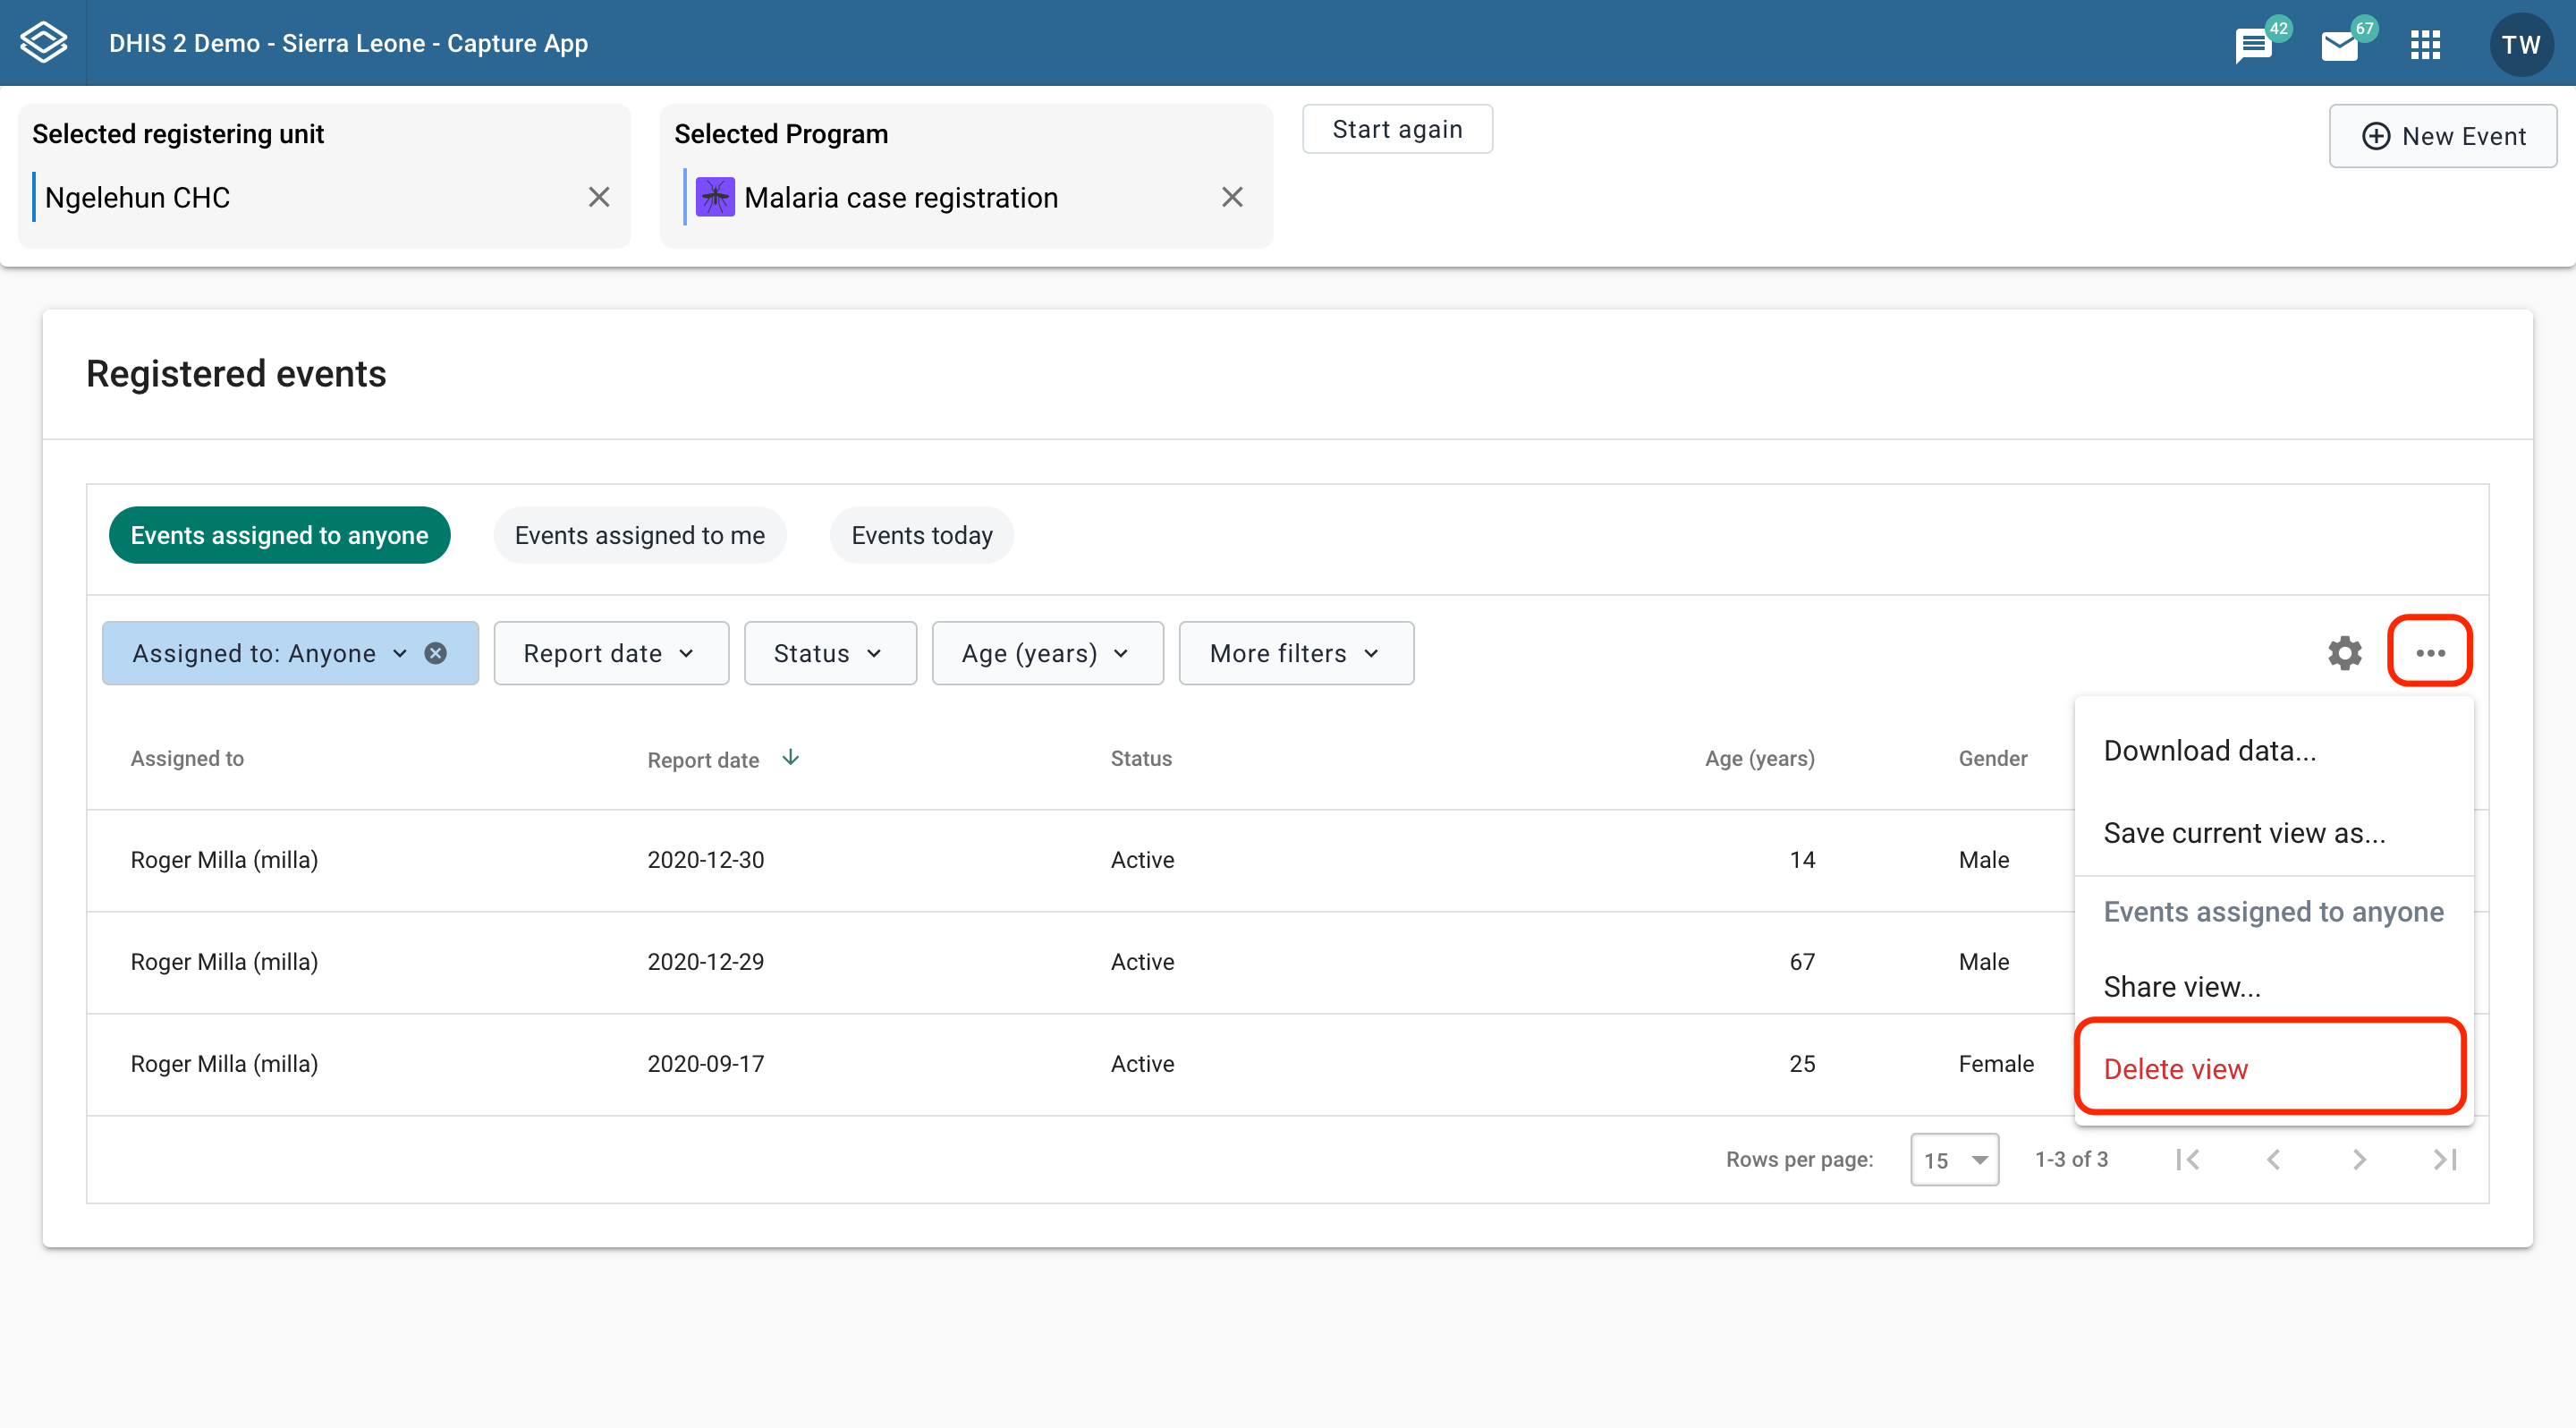 DHIS 2 Demo - Sierra Leone - Capture App
42
67
TW
Selected registering unit
Ngelehun CHC
Selected Program
Malaria case registration
Start again
New Event
Registered events
Events assigned to anyone
Events assigned to me
Events today
Assigned to: Anyone
Report date
Status
Age (years)
More filters
Assigned to
Report date
Status
Age (years)
Gender
Roger Milla (milla)
2020-12-30
Active
14
Male
Roger Milla (milla)
2020-12-29
Active
67
Male
Roger Milla (milla)
2020-09-17
Active
25
Female
Download data...
Save current view as...
Events assigned to anyone
Share view...
Delete view
Rows per page:
15
1-3 of 3